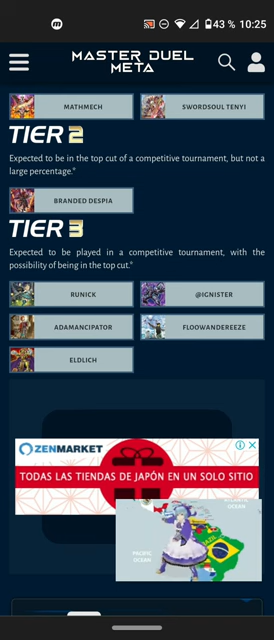 43 % 10:25
MASTER DUEL
META
MATHMECH
SWORDSOUL TENYI
TIER 2
Expected to be in the top cut of a competitive tournament, but not a
large percentage."
BRANDED DESPIA
TIER 3
Expected to be played in a competitive tournament, with the
possibility of being in the top cut."
RUNICK
@IGNISTER
ADAMANCIPATOR
FLOOWANDEREEZE
ELDLICH
ZENMARKET
TODAS LAS TIENDAS DE JAPÓN EN UN SOLO SITIO
ATLANTIC
OCEAN
PACIFIC
OCEAN